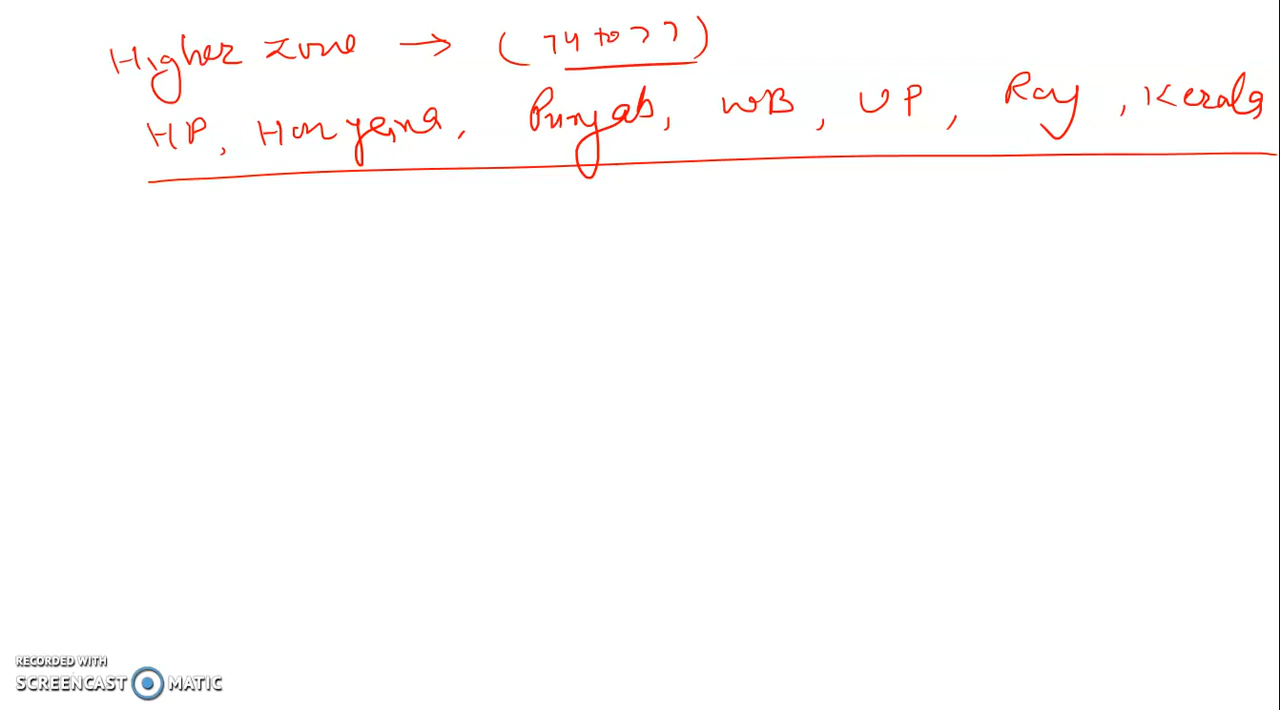 Higher zone → (74 to 77)
HP, Haryana, Punjab, WB, UP, Raj, Kerala
RECORDED WITH
SCREENCAST MATIC